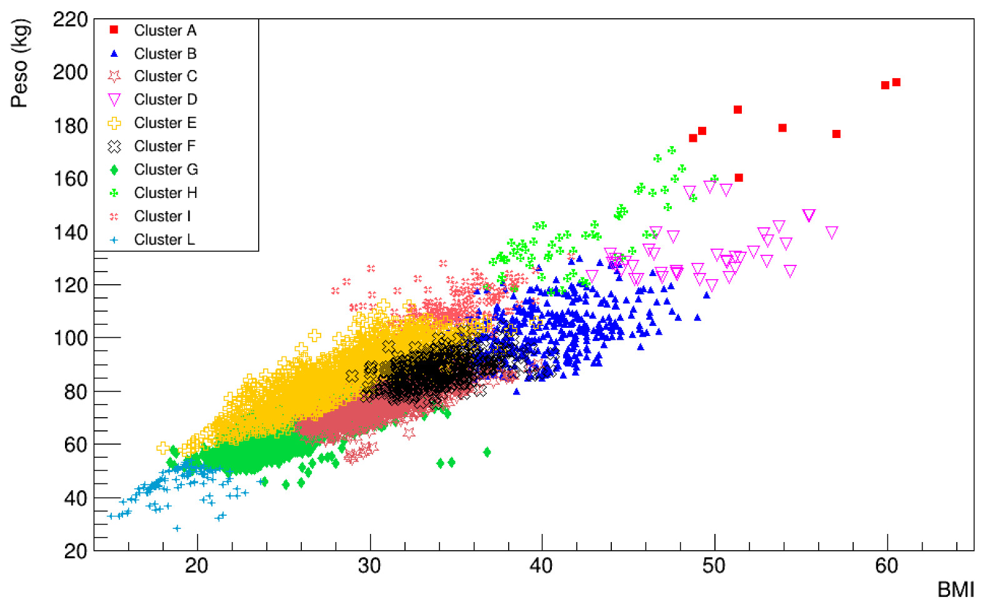 Peso (kg)
220
200
180
160
140
120
100
80
60
40
20
Cluster A
Cluster B
Cluster C
Cluster D
Cluster E
Cluster F
Cluster G
Cluster H
Cluster I
Cluster L
20
30
40
50
60
BMI